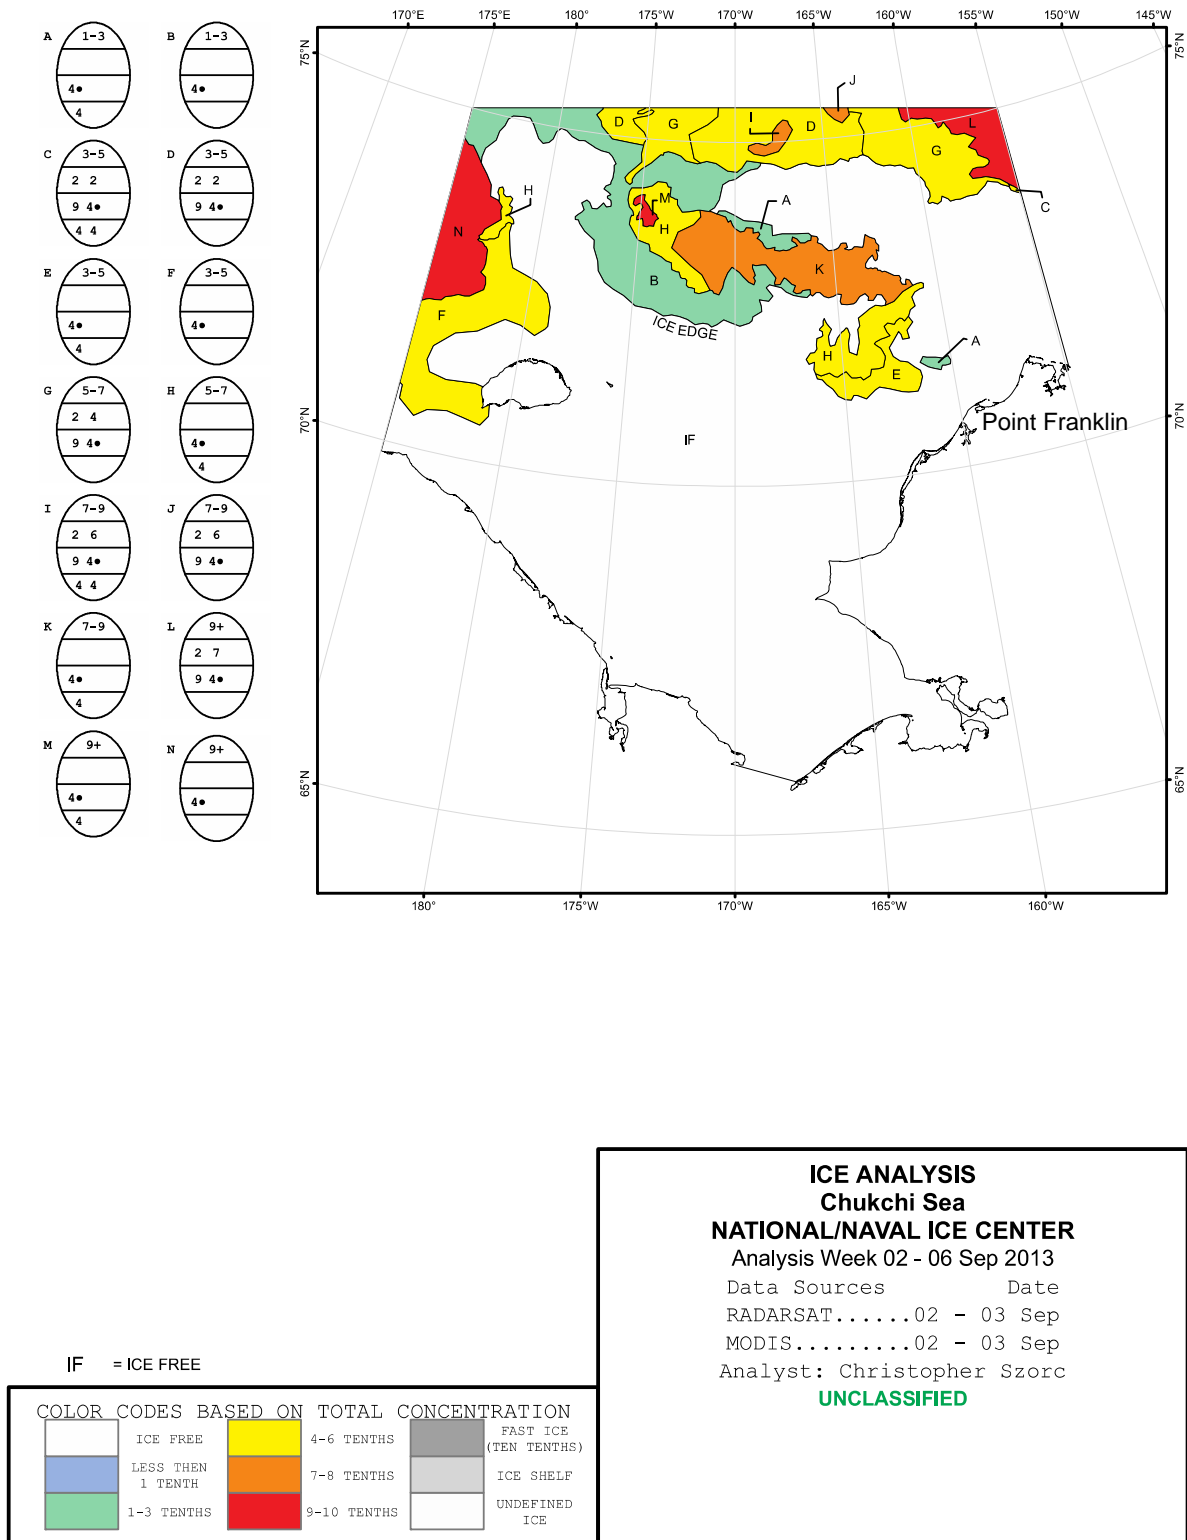 170°E 175°E 180° 175°W 170°W 165°W 160°W 155°W 150°W 145°W
75°N 75°N
A 1-3 B 1-3
4• 4•
4
C 3-5 D 3-5
2 2 2 2
9 4• 9 4•
4 4 4 4
E 3-5 F 3-5
4• 4•
4
G 5-7 H 5-7
2 4
9 4• 4•
4
I 7-9 J 7-9
2 6 2 6
9 4• 9 4•
4 4
K 7-9 L 9+
2 7
4• 9 4•
4
M 9+ N 9+
4• 4•
4
J
D G I D L
G
H M A C
N H
B K
F ICE EDGE
H E A
70°N 70°N
Point Franklin
IF
65°N 65°N
180° 175°W 170°W 165°W 160°W
ICE ANALYSIS
Chukchi Sea
NATIONAL/NAVAL ICE CENTER
Analysis Week 02 - 06 Sep 2013
Data Sources Date
RADARSAT......02 - 03 Sep
MODIS.........02 - 03 Sep
Analyst: Christopher Szorc
UNCLASSIFIED
IF = ICE FREE
COLOR CODES BASED ON TOTAL CONCENTRATION
ICE FREE 4-6 TENTHS FAST ICE
(TEN TENTHS)
LESS THEN
1 TENTH 7-8 TENTHS ICE SHELF
1-3 TENTHS 9-10 TENTHS UNDEFINED
ICE